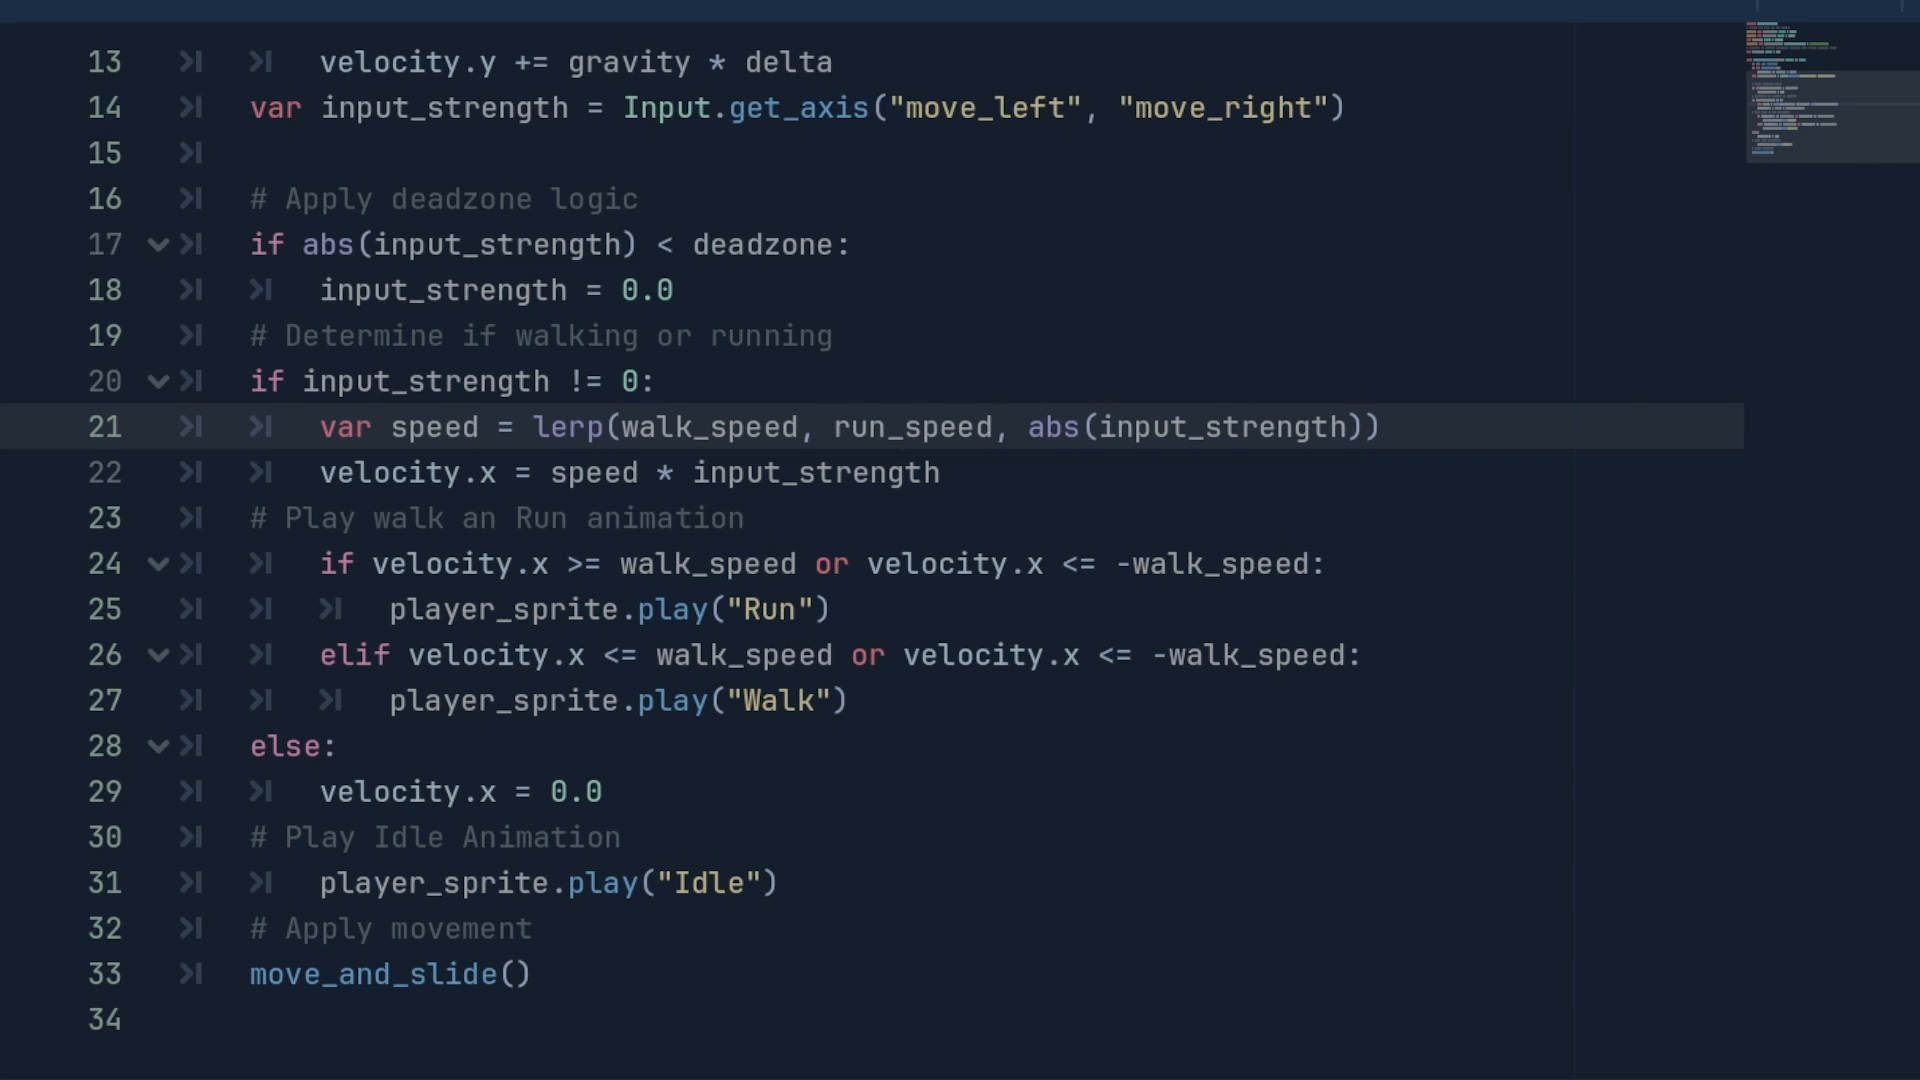 13 velocity.y += gravity * delta
14 var input_strength = Input.get_axis("move_left", "move_right")
15
16 # Apply deadzone logic
17 if abs(input_strength) < deadzone:
18 input_strength = 0.0
19 # Determine if walking or running
20 if input_strength != 0:
21 var speed = lerp(walk_speed, run_speed, abs(input_strength))
22 velocity.x = speed * input_strength
23 # Play walk an Run animation
24 if velocity.x >= walk_speed or velocity.x <= -walk_speed:
25 player_sprite.play("Run")
26 elif velocity.x <= walk_speed or velocity.x <= -walk_speed:
27 player_sprite.play("Walk")
28 else:
29 velocity.x = 0.0
30 # Play Idle Animation
31 player_sprite.play("Idle")
32 # Apply movement
33 move_and_slide()
34